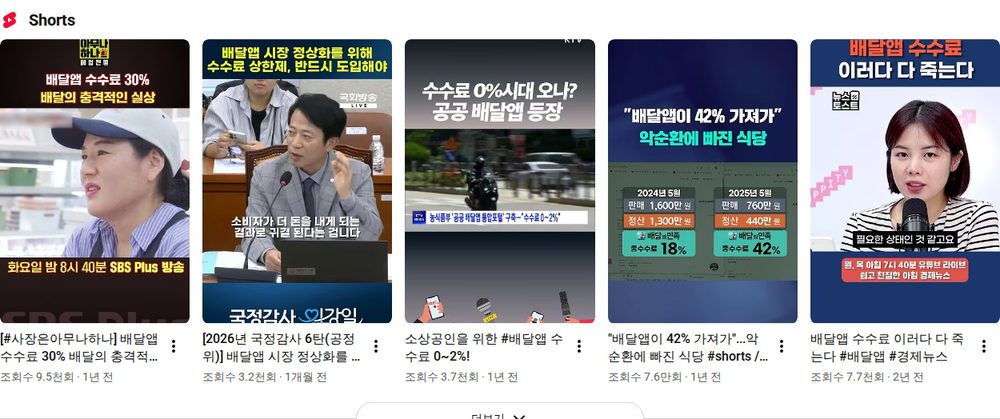 Shorts
아무나
하나
폐업전쟁
배달앱 수수료 30%
배달의 충격적인 실상
화요일 밤 8시 40분 SBS Plus 방송
SBS Plus
[#사장은아무나하나] 배달앱
수수료 30% 배달의 충격적...
조회수 9.5천회 · 1년 전
배달앱 시장 정상화를 위해
수수료 상한제, 반드시 도입해야
국회방송
LIVE
소비자가 더 돈을 내게 되는
결과로 귀결 된다는 겁니다
국정감사
[2026년 국정감사 6탄(공정
위)] 배달앱 시장 정상화를 ...
조회수 3.2천회 · 1개월 전
KTV
수수료 0%시대 오나?
공공 배달앱 등장
농식품부 '공공 배달앱 통합포털' 구축···"수수료 0~2%"
소상공인을 위한 #배달앱 수
수료 0~2%!
조회수 3.7천회 · 1년 전
"배달앱이 42% 가져가"
악순환에 빠진 식당
2024년 5월
판매 1,600만 원
정산 1,300만 원
배달의민족
총수수료 18%
2025년 5월
판매 760만 원
정산 440만 원
배달의민족
총수수료 42%
"배달앱이 42% 가져가"...악
순환에 빠진 식당 #shorts /...
조회수 7.6만회 · 1년 전
배달앱 수수료
이러다 다 죽는다
뉴스
토스트
PPITY
필요한 상태인 것 같고요
월, 목 아침 7시 40분 유튜브 라이브
쉽고 친절한 아침 경제뉴스
배달앱 수수료 이러다 다 죽
는다 #배달앱 #경제뉴스
조회수 7.7천회 · 2년 전
더보기